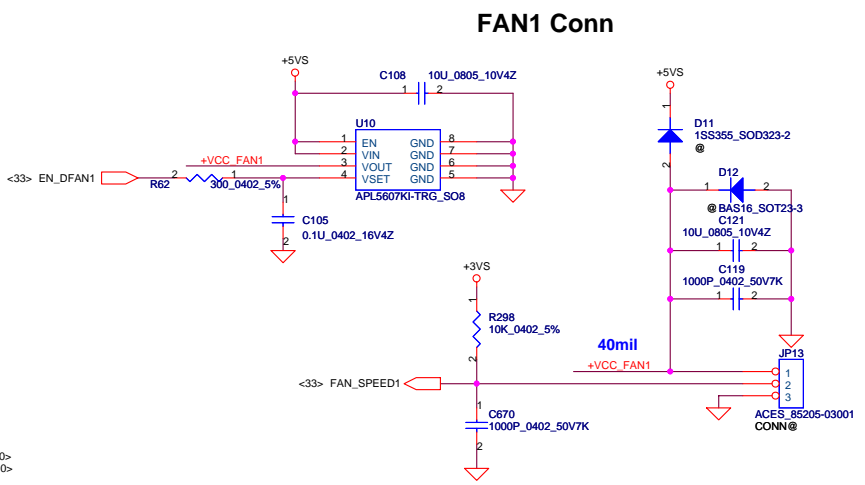 FAN1 Conn
+5VS
C108 10U_0805_10V4Z
1 2
U10
1 EN GND 8
2 VIN GND 7
3 VOUT GND 6
4 VSET GND 5
APL5607KI-TRG_SO8
+VCC_FAN1
<33> EN_DFAN1
2 1
R62 300_0402_5%
1
C105
0.1U_0402_16V4Z
2
+5VS
1
D11
1SS355_SOD323-2
@
2
D12
1 2
@BAS16_SOT23-3
C121
10U_0805_10V4Z
1 2
C119
1000P_0402_50V7K
1 2
+3VS
1
R298
10K_0402_5%
2
40mil
+VCC_FAN1
<33> FAN_SPEED1
1
C670
1000P_0402_50V7K
2
JP13
1
2
3
ACES_85205-03001
CONN@
0>
0>